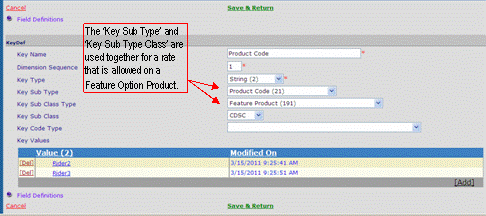 Cancel
Save & Return
Field Definitions
The 'Key Sub Type' and
'Key Sub Type Class' are
used together for a rate
that is allowed on a
Feature Option Product.
KeyDef
Key Name
Product Code
*
Dimension Sequence
1
*
Key Type
String (2)
*
Key Sub Type
Product Code (21)
Key Sub Class Type
Feature Product (191)
Key Sub Class
CDSC
Key Code Type
Key Values
Value (2)
Modified On
[Del]
Rider2
3/15/2011 9:25:41 AM
[Del]
Rider3
3/15/2011 9:25:51 AM
[Add]
Field Definitions
Cancel
Save & Return